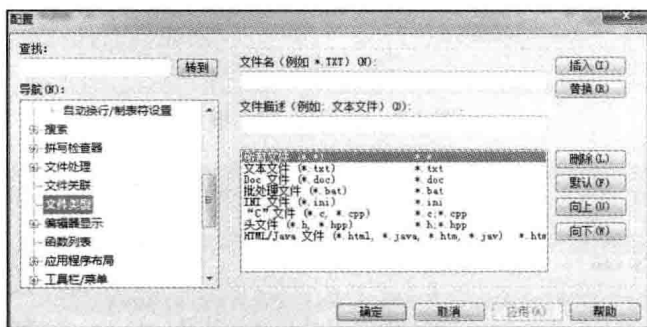 配置
查找:
转到
导航(N):
自动换行/制表符设置
搜索
拼写检查器
文件处理
文件关联
文件类型
编辑器显示
函数列表
应用程序布局
工具栏/菜单
文件名 (例如 *.TXT) (N):
文件描述 (例如: 文本文件) (D):
*.*
文本文件 (*.txt) *.txt
Doc 文件 (*.doc) *.doc
批处理文件 (*.bat) *.bat
INI 文件 (*.ini) *.ini
“C”文件 (*.c, *.cpp) *.c;*.cpp
头文件 (*.h, *.hpp) *.h;*.hpp
HTML/Java 文件 (*.html, *.java, *.htm, *.jav) *.htm
插入(I)
替换(R)
删除(L)
默认(F)
向上(U)
向下(W)
确定
取消
应用(A)
帮助